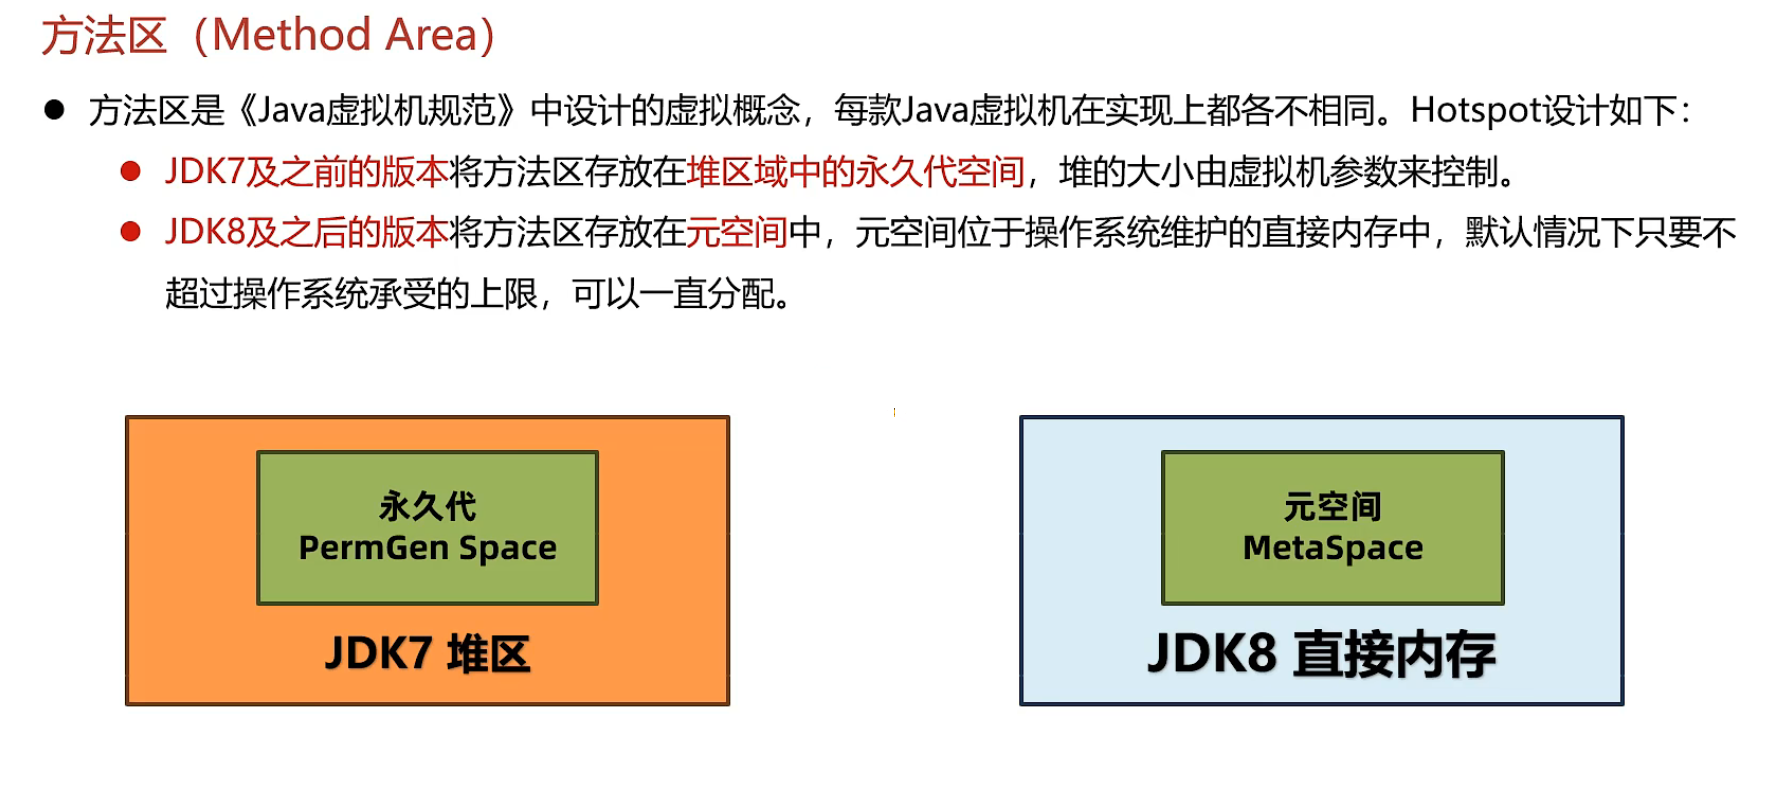 方法区（Method Area）
方法区是《Java虚拟机规范》中设计的虚拟概念，每款Java虚拟机在实现上都各不相同。Hotspot设计如下：
JDK7及之前的版本将方法区存放在堆区域中的永久代空间，堆的大小由虚拟机参数来控制。
JDK8及之后的版本将方法区存放在元空间中，元空间位于操作系统维护的直接内存中，默认情况下只要不
超过操作系统承受的上限，可以一直分配。
永久代
PermGen Space
JDK7 堆区
元空间
MetaSpace
JDK8 直接内存